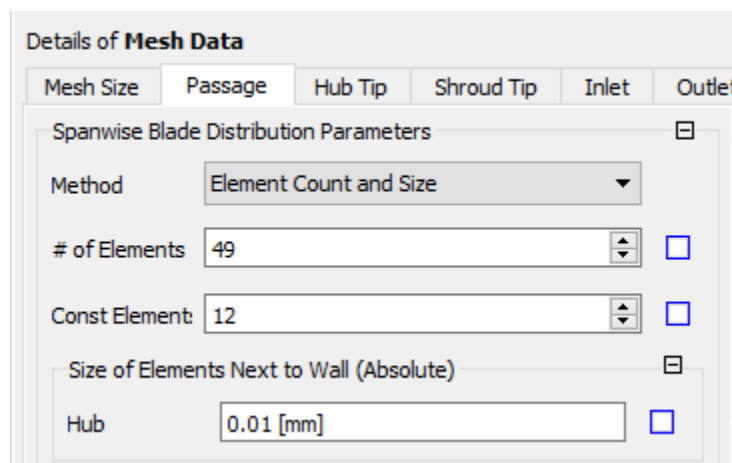 Details of Mesh Data
Mesh Size Passage Hub Tip Shroud Tip Inlet Outlet
Spanwise Blade Distribution Parameters
Method Element Count and Size
# of Elements 49
Const Element 12
Size of Elements Next to Wall (Absolute)
Hub 0.01 [mm]